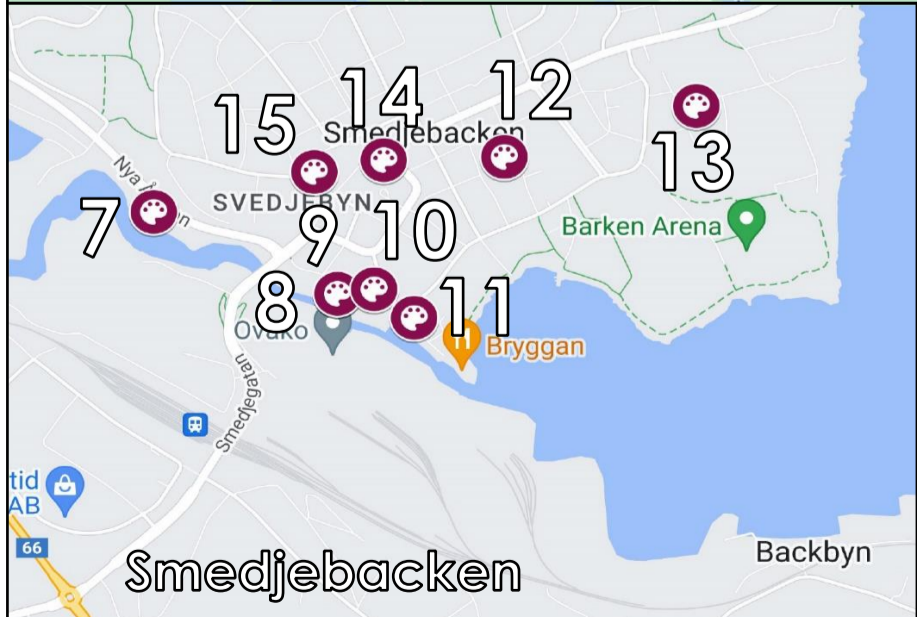 14
12
15
Smedjebacken
13
Nya
7
SVEDJEBYN
9
10
Barken Arena
8
11
Ovako
Bryggan
Smedjegatan
tid
AB
66
Smedjebacken
Backbyn